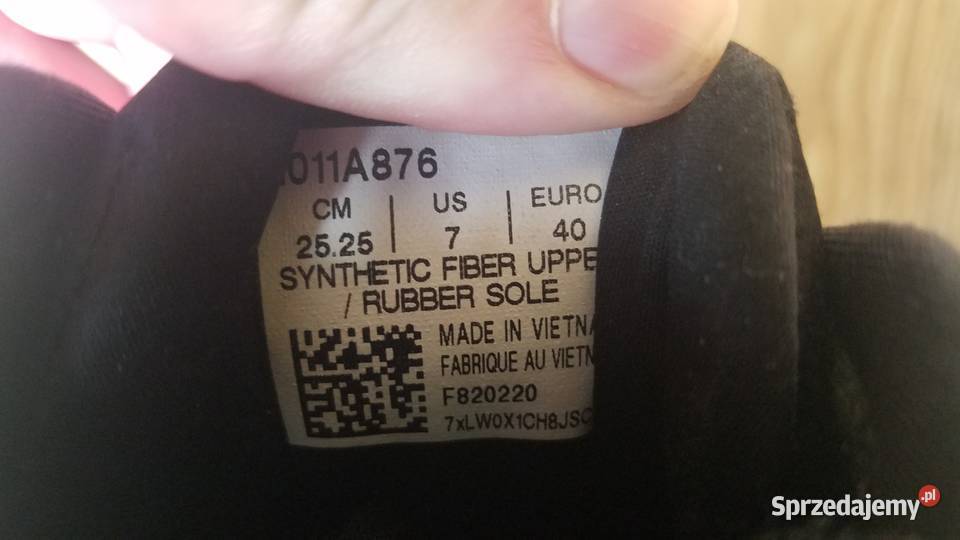 1011A876
CM | US | EURO
25.25 | 7 | 40
SYNTHETIC FIBER UPPE
/ RUBBER SOLE
MADE IN VIETNA
FABRIQUE AU VIETN
F820220
7xLW0X1CH8JSC
Sprzedajemy.pl